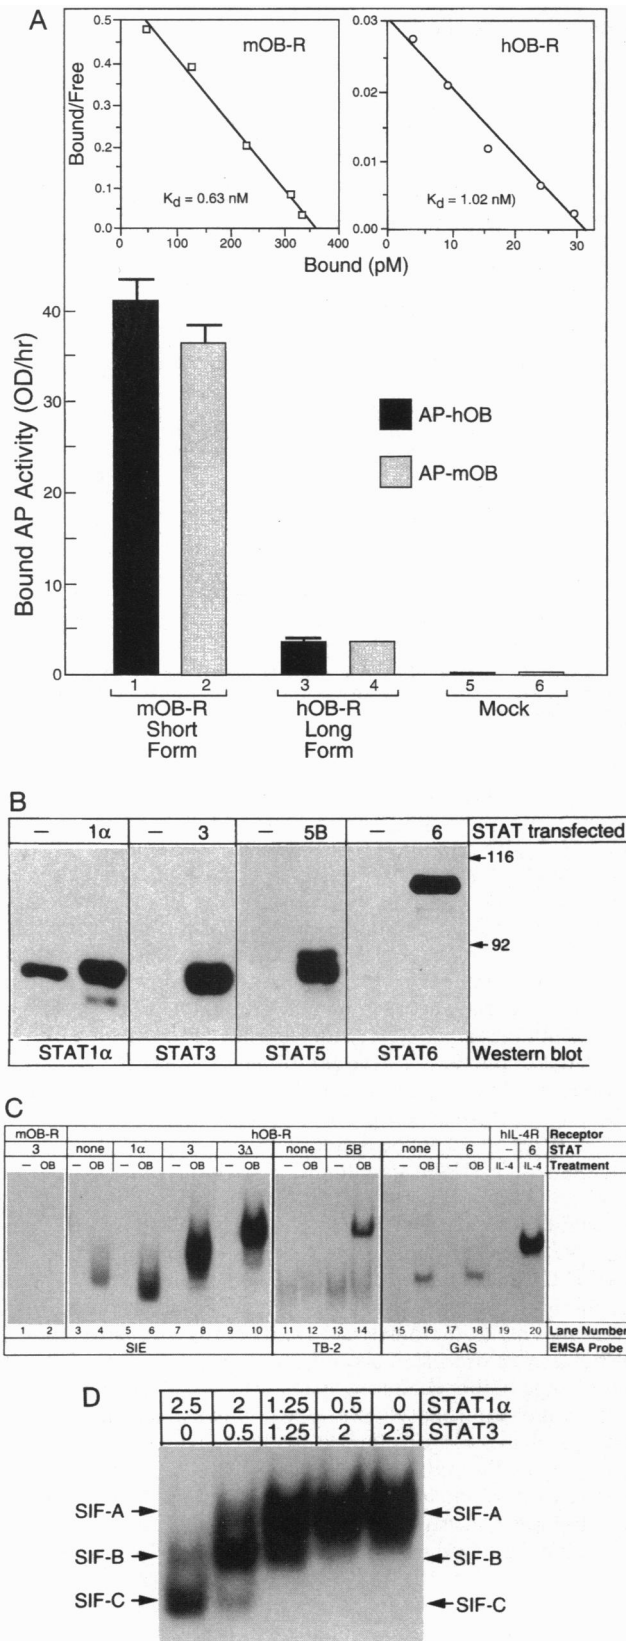 A
mOB-R
hOB-R
Bound/Free
0.5
0.4
0.3
0.2
0.1
0.0
0 100 200 300 400
Kd = 0.63 nM
0.03
0.02
0.01
0.00
0 10 20 30
Kd = 1.02 nM)
Bound (pM)
Bound AP Activity (OD/hr)
40
30
20
10
0
AP-hOB
AP-mOB
1 2 3 4 5 6
mOB-R Short Form
hOB-R Long Form
Mock
B
– 1α – 3 – 5B – 6 STAT transfected
116
92
STAT1α STAT3 STAT5 STAT6 Western blot
C
mOB-R hOB-R hIL-4R Receptor
3 none 1α 3 3Δ none 5B none 6 – 6 STAT
– OB – OB – OB – OB – OB – OB – OB – OB – OB IL-4 IL-4 Treatment
1 2 3 4 5 6 7 8 9 10 11 12 13 14 15 16 17 18 19 20 Lane Number
SIE TB-2 GAS EMSA Probe
D
2.5 2 1.25 0.5 0 STAT1α
0 0.5 1.25 2 2.5 STAT3
SIF-A SIF-A
SIF-B SIF-B
SIF-C SIF-C